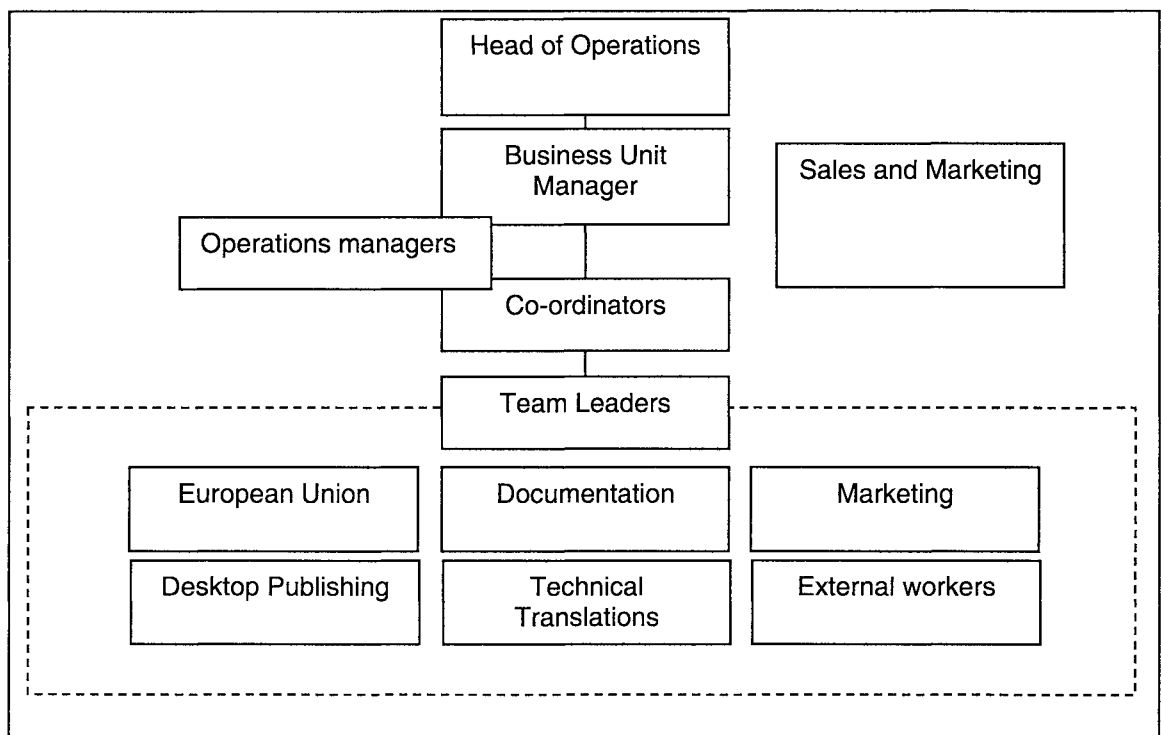 Head of Operations
Business Unit
Manager
Sales and Marketing
Operations managers
Co-ordinators
Team Leaders
European Union
Documentation
Marketing
Desktop Publishing
Technical
Translations
External workers